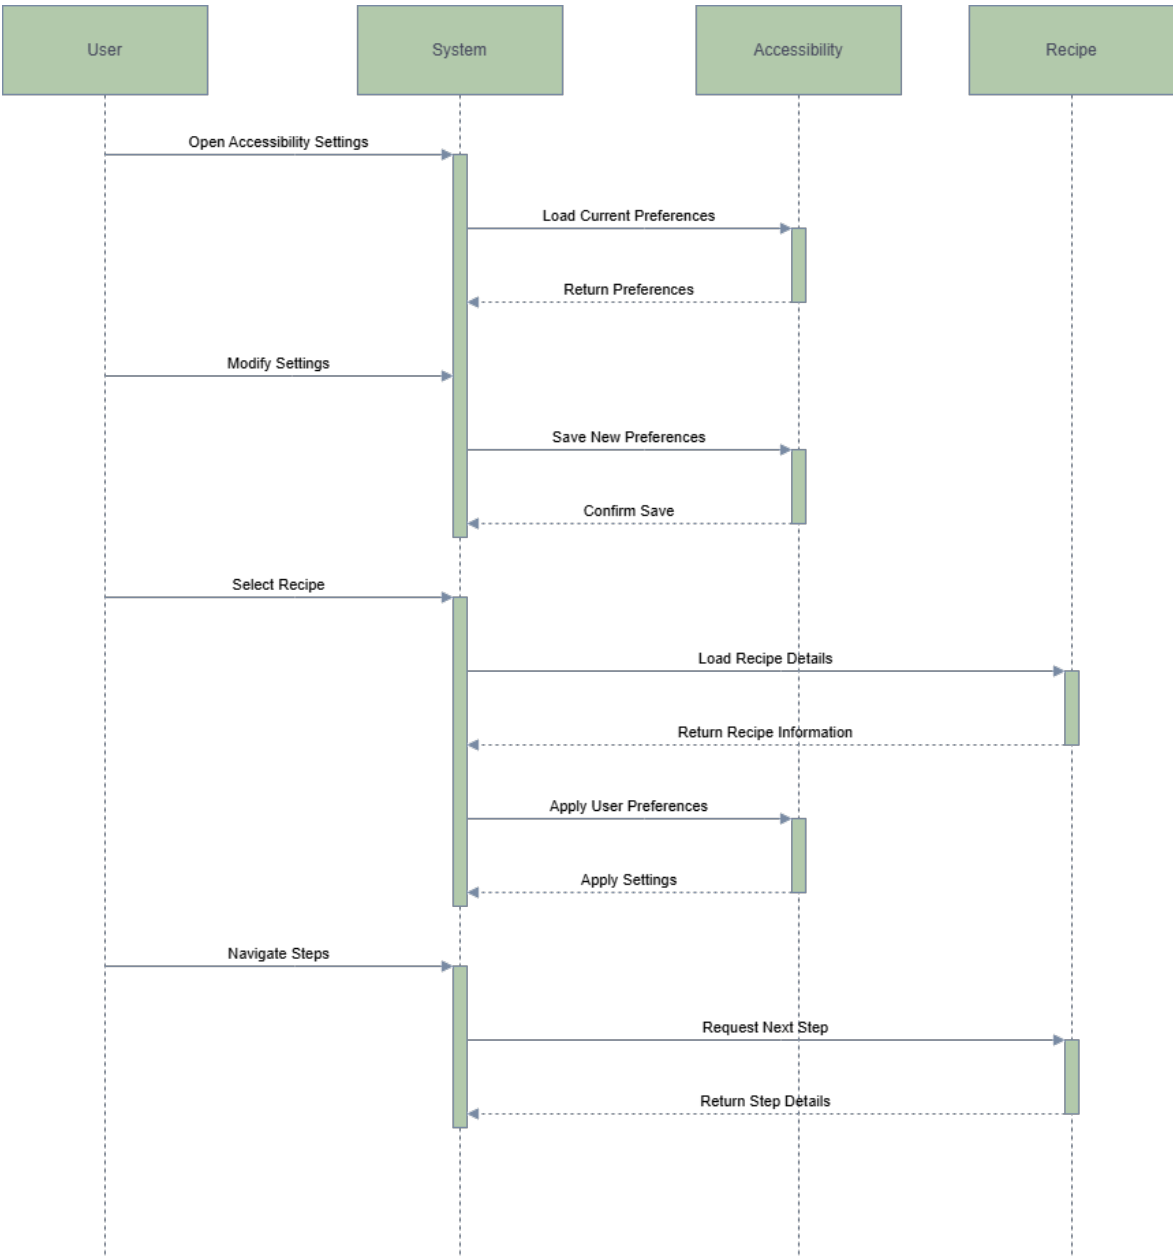 User
System
Accessibility
Recipe
Open Accessibility Settings
Load Current Preferences
Return Preferences
Modify Settings
Save New Preferences
Confirm Save
Select Recipe
Load Recipe Details
Return Recipe Information
Apply User Preferences
Apply Settings
Navigate Steps
Request Next Step
Return Step Details